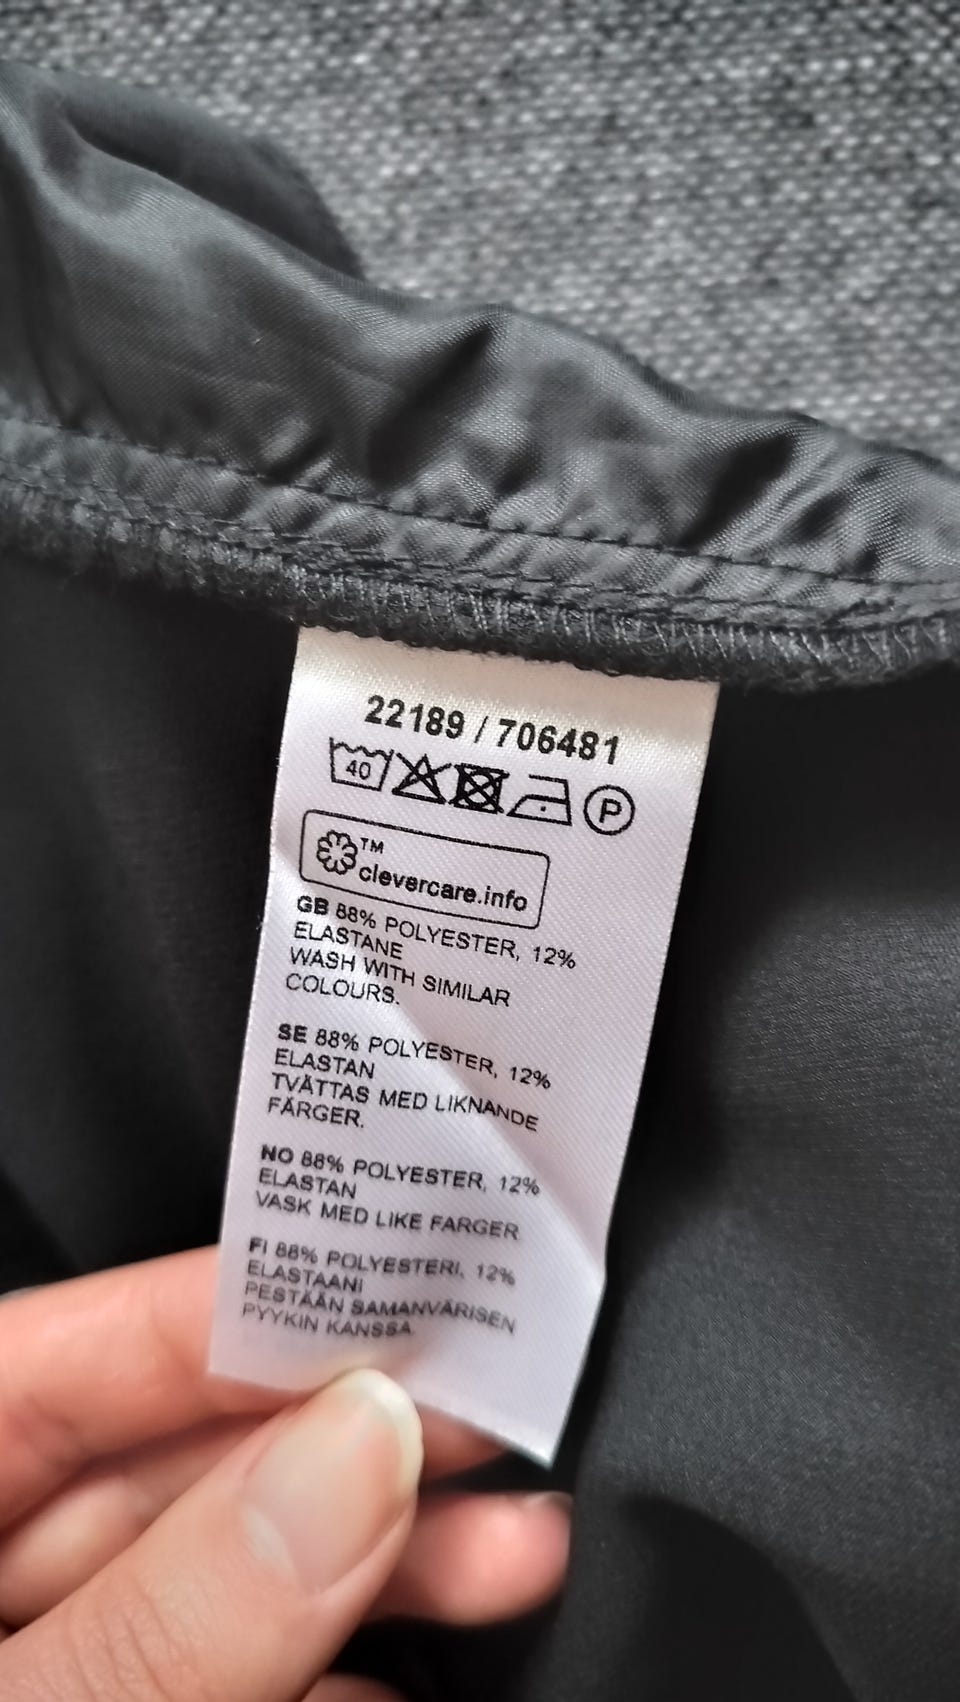 22189 / 706481
40 P
TM
clevercare.info
GB 88% POLYESTER, 12%
ELASTANE
WASH WITH SIMILAR
COLOURS.
SE 88% POLYESTER, 12%
ELASTAN
TVÄTTAS MED LIKNANDE
FÄRGER.
NO 88% POLYESTER, 12%
ELASTAN
VASK MED LIKE FARGER
FI 88% POLYESTERI, 12%
ELASTAANI
PESTÄÄN SAMANVÄRISEN
PYYKIN KANSSA